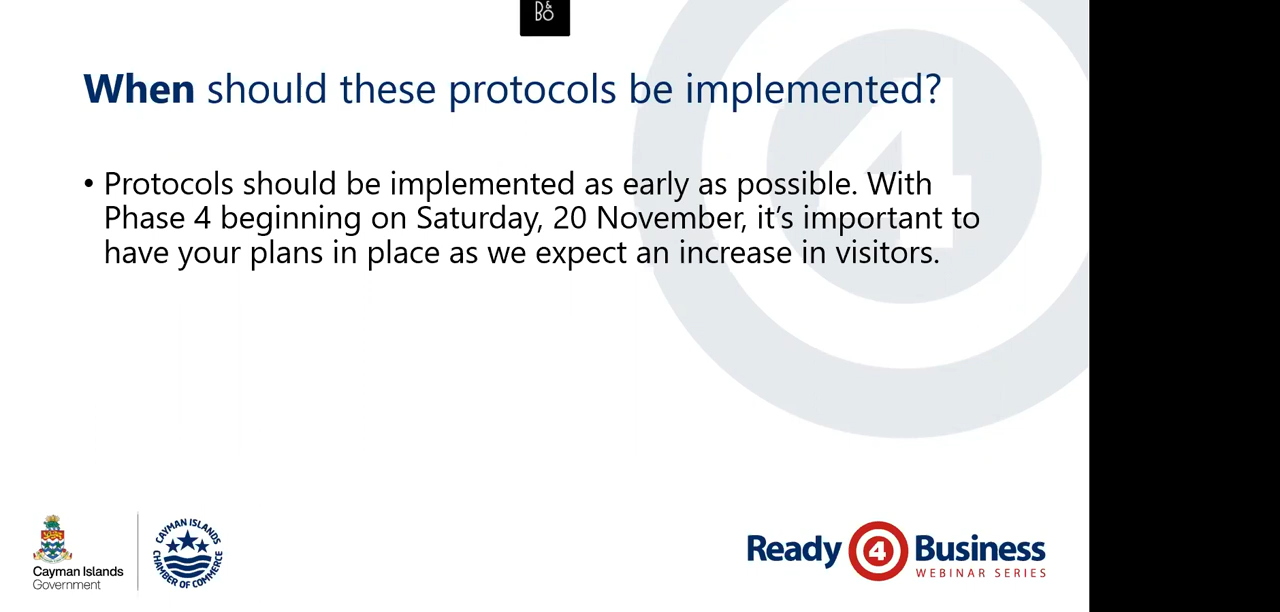 B&O
When should these protocols be implemented?
• Protocols should be implemented as early as possible. With
Phase 4 beginning on Saturday, 20 November, it’s important to
have your plans in place as we expect an increase in visitors.
4
Cayman Islands
Government
CAYMAN ISLANDS
CHAMBER OF COMMERCE
Ready 4 Business
WEBINAR SERIES